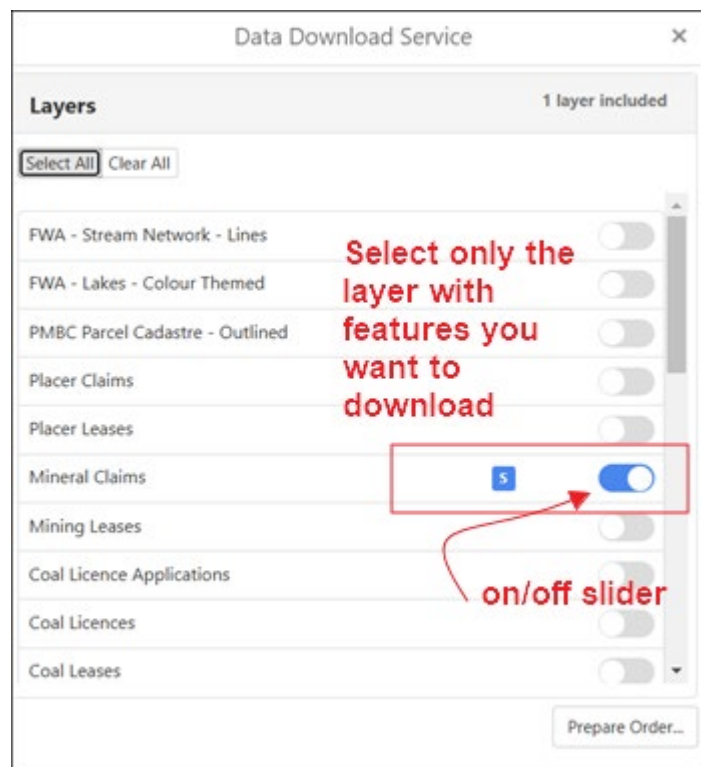 Data Download Service ×
Layers 1 layer included
Select All Clear All
FWA - Stream Network - Lines
FWA - Lakes - Colour Themed
PMBC Parcel Cadastre - Outlined
Placer Claims
Placer Leases
Mineral Claims S
Mining Leases
Coal Licence Applications
Coal Licences
Coal Leases
Select only the
layer with
features you
want to
download
on/off slider
Prepare Order...